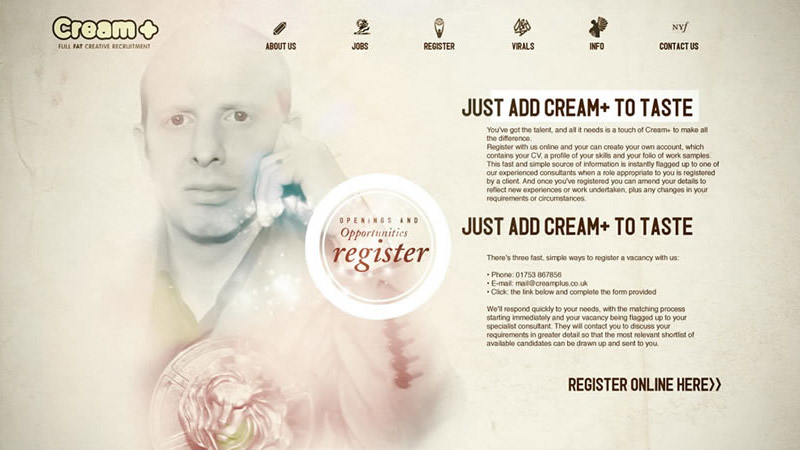 Cream+
FULL FAT CREATIVE RECRUITMENT
ABOUT US
JOBS
REGISTER
VIRALS
INFO
NYf
CONTACT US
JUST ADD CREAM+ TO TASTE
You've got the talent, and all it needs is a touch of Cream+ to make all
the difference.
Register with us online and your can create your own account, which
contains your CV, a profile of your skills and your folio of work samples.
This fast and simple source of information is instantly flagged up to one of
our experienced consultants when a role appropriate to you is registered
by a client. And once you've registered you can amend your details to
reflect new experiences or work undertaken, plus any changes in your
requirements or circumstances.
OPENINGS AND
Opportunities
register
JUST ADD CREAM+ TO TASTE
There's three fast, simple ways to register a vacancy with us:
• Phone: 01753 867856
• E-mail: mail@creamplus.co.uk
• Click: the link below and complete the form provided
We'll respond quickly to your needs, with the matching process
starting immediately and your vacancy being flagged up to your
specialist consultant. They will contact you to discuss your
requirements in greater detail so that the most relevant shortlist of
available candidates can be drawn up and sent to you.
REGISTER ONLINE HERE>>